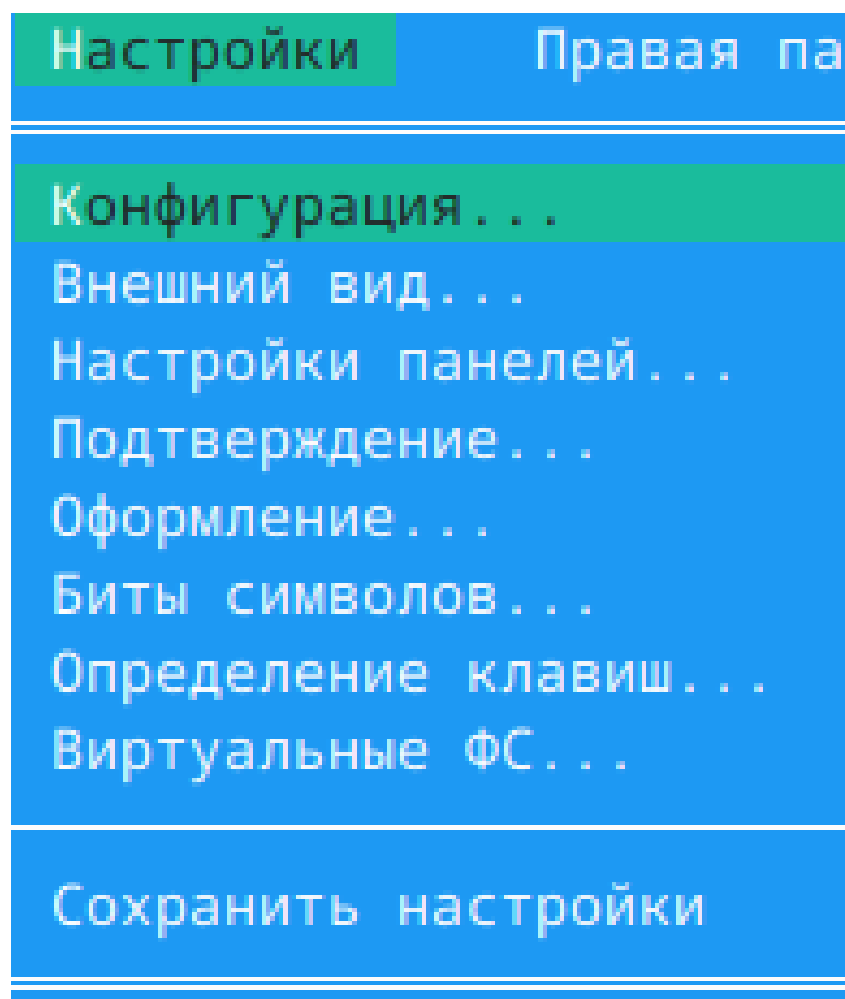 Настройки Правая па
Конфигурация...
Внешний вид...
Настройки панелей...
Подтверждение...
Оформление...
Биты символов...
Определение клавиш...
Виртуальные ФС...
Сохранить настройки